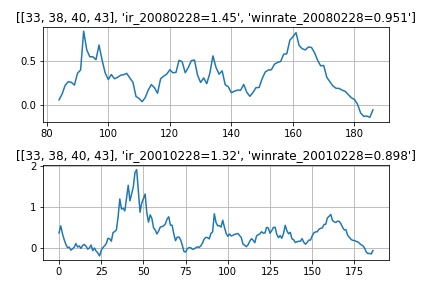 [[33, 38, 40, 43], 'ir_20080228=1.45', 'winrate_20080228=0.951']
0.5
0.0
80 100 120 140 160 180
[[33, 38, 40, 43], 'ir_20010228=1.32', 'winrate_20010228=0.898']
2
1
0
0 25 50 75 100 125 150 175